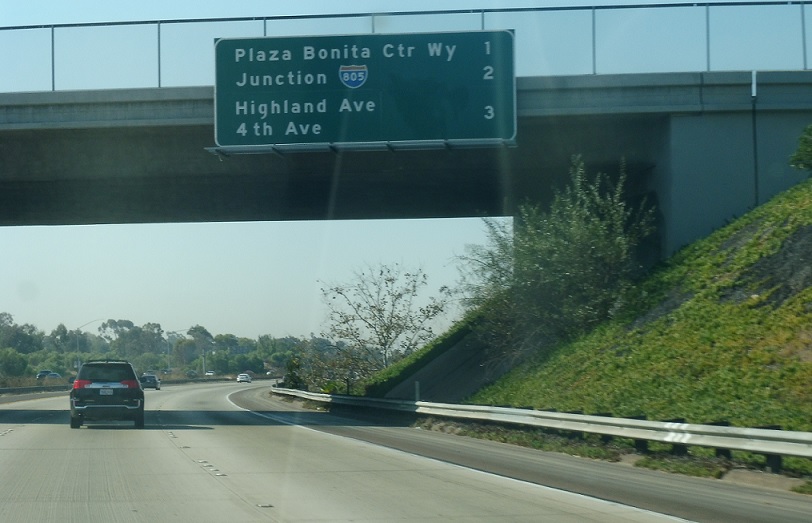 Plaza Bonita Ctr Wy 1
Junction 805 2
Highland Ave
4th Ave 3